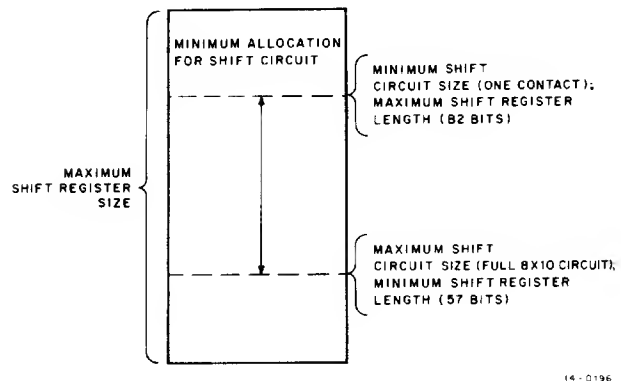 MINIMUM ALLOCATION
FOR SHIFT CIRCUIT
MINIMUM SHIFT
CIRCUIT SIZE (ONE CONTACT);
MAXIMUM SHIFT REGISTER
LENGTH (82 BITS)
MAXIMUM
SHIFT REGISTER
SIZE
MAXIMUM SHIFT
CIRCUIT SIZE (FULL 8X10 CIRCUIT);
MINIMUM SHIFT REGISTER
LENGTH (57 BITS)
14-0196